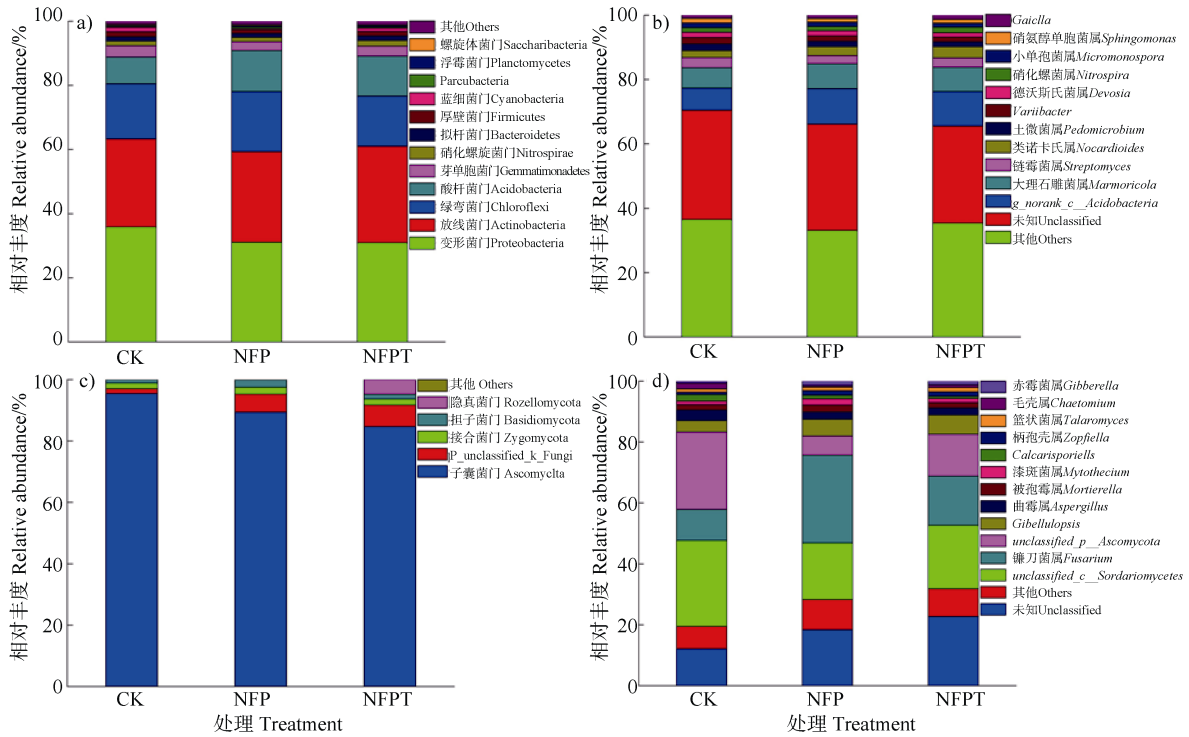 a)
相对丰度 Relative abundance/%
100
80
60
40
20
0
CK
NFP
NFPT
其他Others
螺旋体菌门Saccharibacteria
浮霉菌门Planctomycetes
Parcubacteria
蓝细菌门Cyanobacteria
厚壁菌门Firmicutes
拟杆菌门Bacteroidetes
硝化螺旋菌门Nitrospirae
芽单胞菌门Gemmatimonadetes
酸杆菌门Acidobacteria
绿弯菌门Chloroflexi
放线菌门Actinobacteria
变形菌门Proteobacteria
b)
相对丰度 Relative abundance/%
100
80
60
40
20
0
CK
NFP
NFPT
Gaiclla
硝氨醇单胞菌属Sphingomonas
小单孢菌属Micromonospora
硝化螺菌属Nitrospira
德沃斯氏菌属Devosia
Variibacter
土微菌属Pedomicrobium
类诺卡氏属Nocardioides
链霉菌属Streptomyces
大理石雕菌属Marmoricola
g_norank_c__Acidobacteria
未知Unclassified
其他Others
c)
相对丰度 Relative abundance/%
100
80
60
40
20
0
CK
NFP
NFPT
处理 Treatment
其他 Others
隐真菌门 Rozellomycota
担子菌门 Basidiomycota
接合菌门 Zygomycota
P_unclassified_k_Fungi
子囊菌门 Ascomyclta
d)
相对丰度 Relative abundance/%
100
80
60
40
20
0
CK
NFP
NFPT
处理 Treatment
赤霉菌属Gibberella
毛壳属Chaetomium
篮状菌属Talaromyces
柄孢壳属Zopfiella
Calcarisporiells
漆斑菌属Mytothecium
被孢霉属Mortierella
曲霉属Aspergillus
Gibellulopsis
unclassified_p__Ascomycota
镰刀菌属Fusarium
unclassified_c__Sordariomycetes
其他Others
未知Unclassified